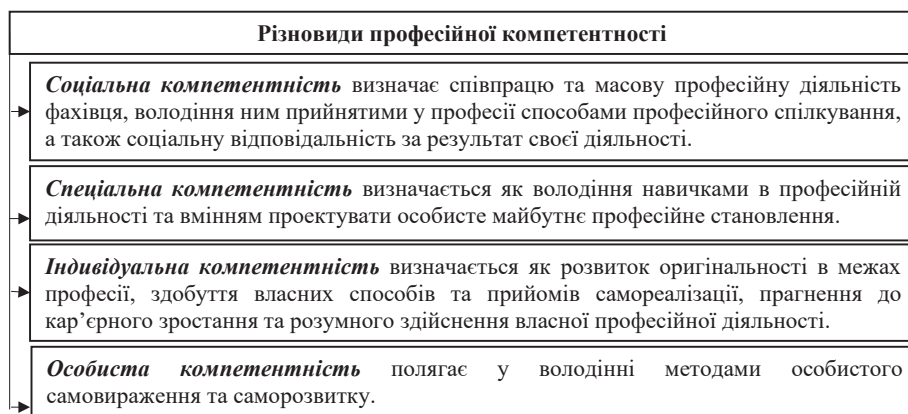 Різновиди професійної компетентності
Соціальна компетентність визначає співпрацю та масову професійну діяльність
фахівця, володіння ним прийнятими у професії способами професійного спілкування,
а також соціальну відповідальність за результат своєї діяльності.
Спеціальна компетентність визначається як володіння навичками в професійній
діяльності та вмінням проектувати особисте майбутнє професійне становлення.
Індивідуальна компетентність визначається як розвиток оригінальності в межах
професії, здобуття власних способів та прийомів самореалізації, прагнення до
кар’єрного зростання та розумного здійснення власної професійної діяльності.
Особиста компетентність полягає у володінні методами особистого
самовираження та саморозвитку.